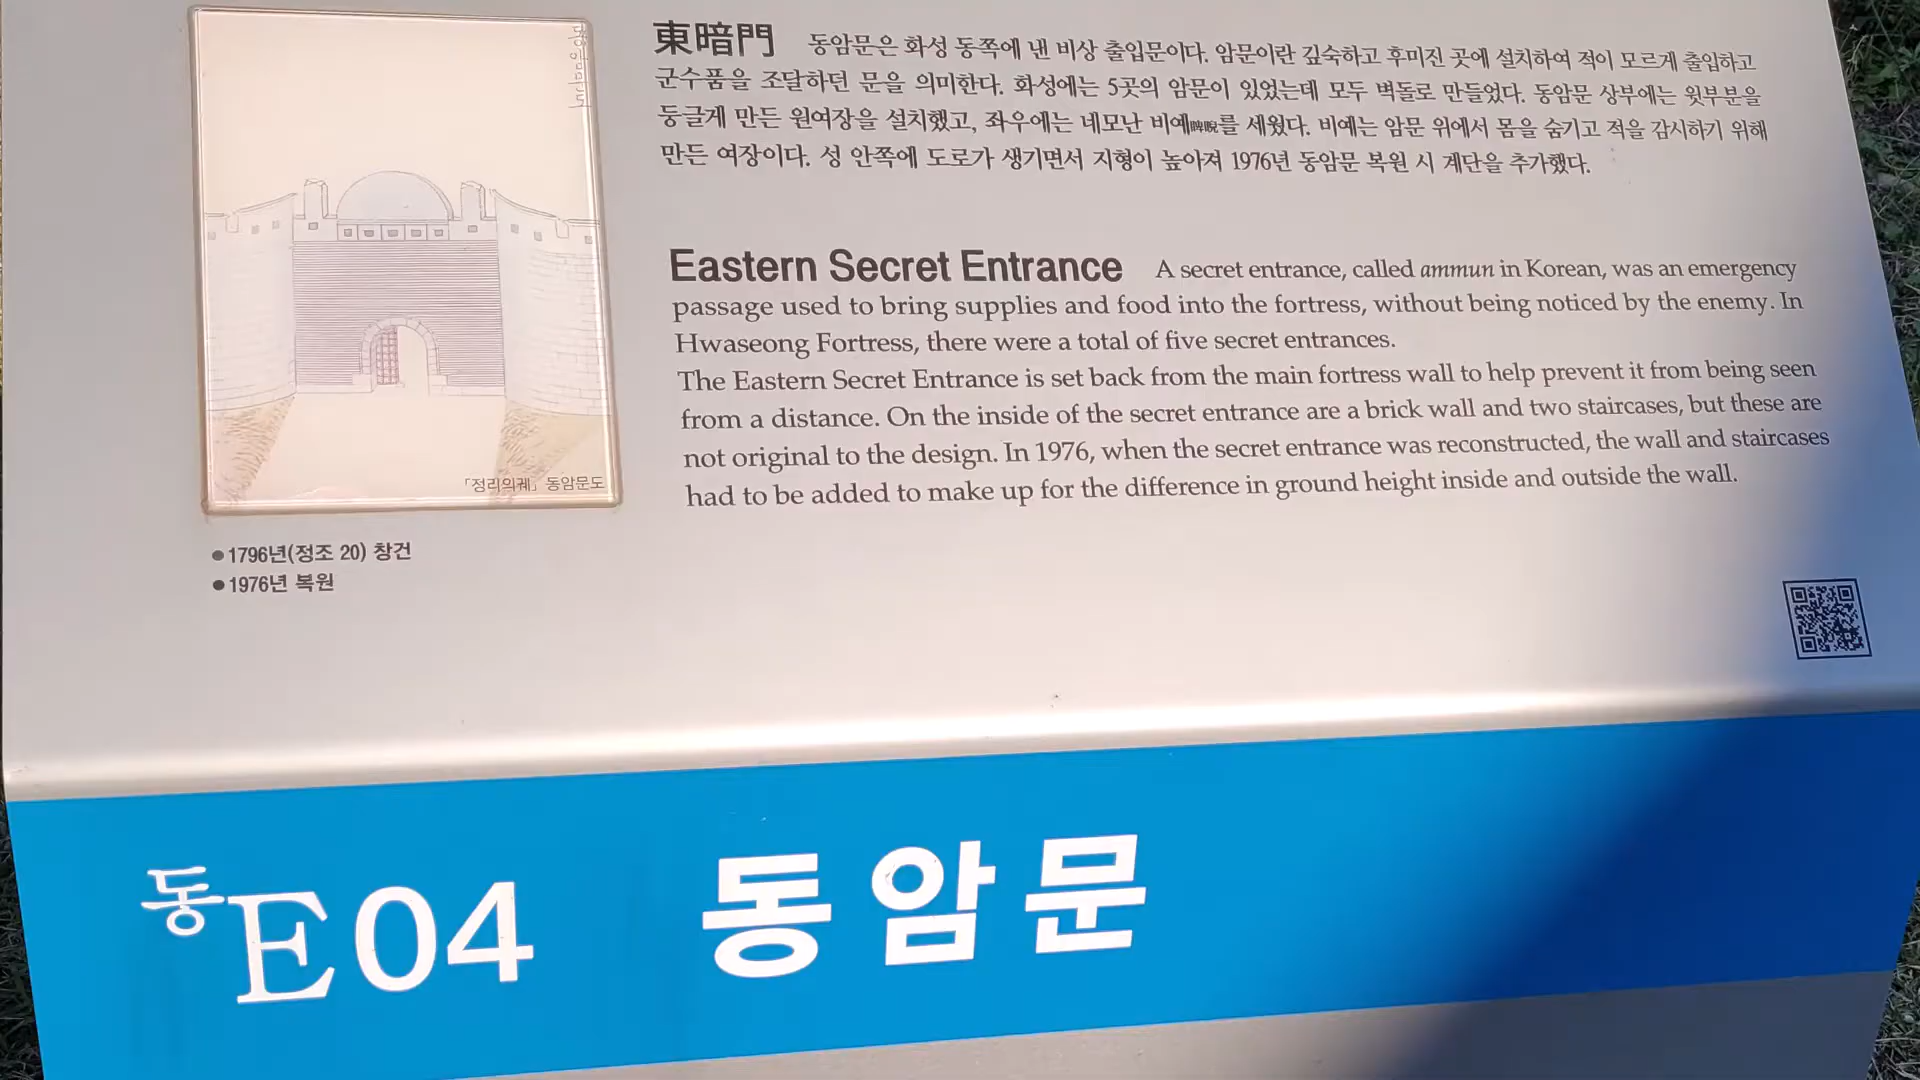 東暗門 동암문은 화성 동쪽에 낸 비상 출입문이다. 암문이란 깊숙하고 후미진 곳에 설치하여 적이 모르게 출입하고
군수품을 조달하던 문을 의미한다. 화성에는 5곳의 암문이 있었는데 모두 벽돌로 만들었다. 동암문 상부에는 윗부분을
둥글게 만든 원여장을 설치했고, 좌우에는 네모난 비예를 세웠다. 비예는 암문 위에서 몸을 숨기고 적을 감시하기 위해
만든 여장이다. 성 안쪽에 도로가 생기면서 지형이 높아져 1976년 동암문 복원 시 계단을 추가했다.
Eastern Secret Entrance A secret entrance, called ammun in Korean, was an emergency
passage used to bring supplies and food into the fortress, without being noticed by the enemy. In
Hwaseong Fortress, there were a total of five secret entrances.
The Eastern Secret Entrance is set back from the main fortress wall to help prevent it from being seen
from a distance. On the inside of the secret entrance are a brick wall and two staircases, but these are
not original to the design. In 1976, when the secret entrance was reconstructed, the wall and staircases
had to be added to make up for the difference in ground height inside and outside the wall.
「정리의궤」 동암문도
●1796년(정조 20) 창건
●1976년 복원
동E04 동암문